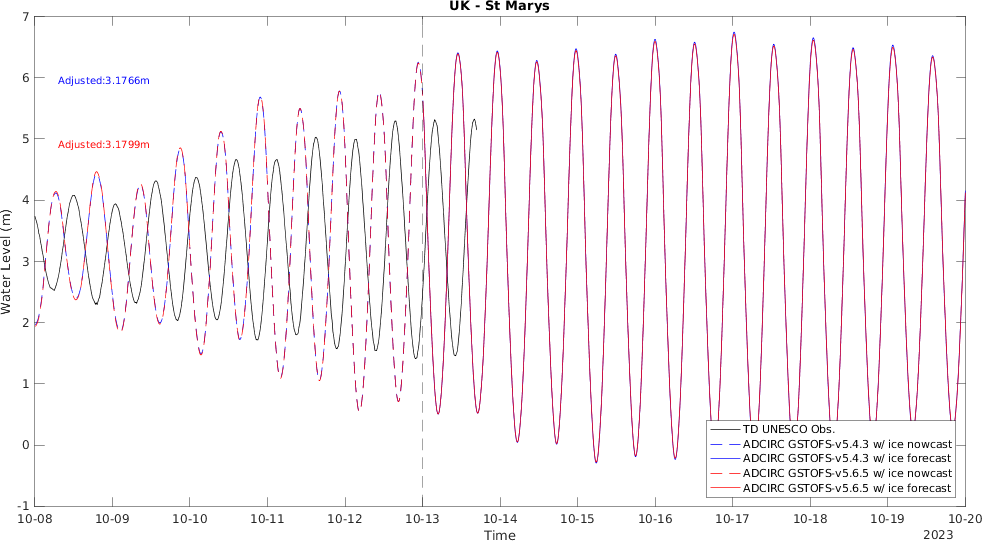 UK - St Marys
7
6
5
4
3
2
1
0
-1
Water Level (m)
Adjusted:3.1766m
Adjusted:3.1799m
TD UNESCO Obs.
ADCIRC GSTOFS-v5.4.3 w/ ice nowcast
ADCIRC GSTOFS-v5.4.3 w/ ice forecast
ADCIRC GSTOFS-v5.6.5 w/ ice nowcast
ADCIRC GSTOFS-v5.6.5 w/ ice forecast
10-08 10-09 10-10 10-11 10-12 10-13 10-14 10-15 10-16 10-17 10-18 10-19 10-20
Time
2023